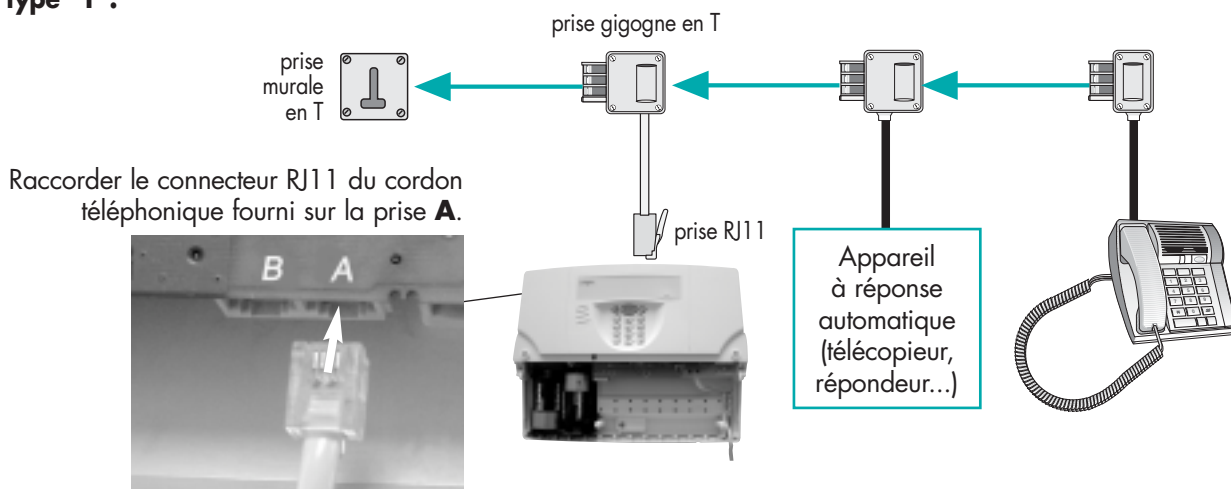 type "T":
prise gigogne en T
prise
murale
en T
Raccorder le connecteur RJ11 du cordon
téléphonique fourni sur la prise A.
prise RJ11
B A
Appareil
à réponse
automatique
(télécopieur,
répondeur...)